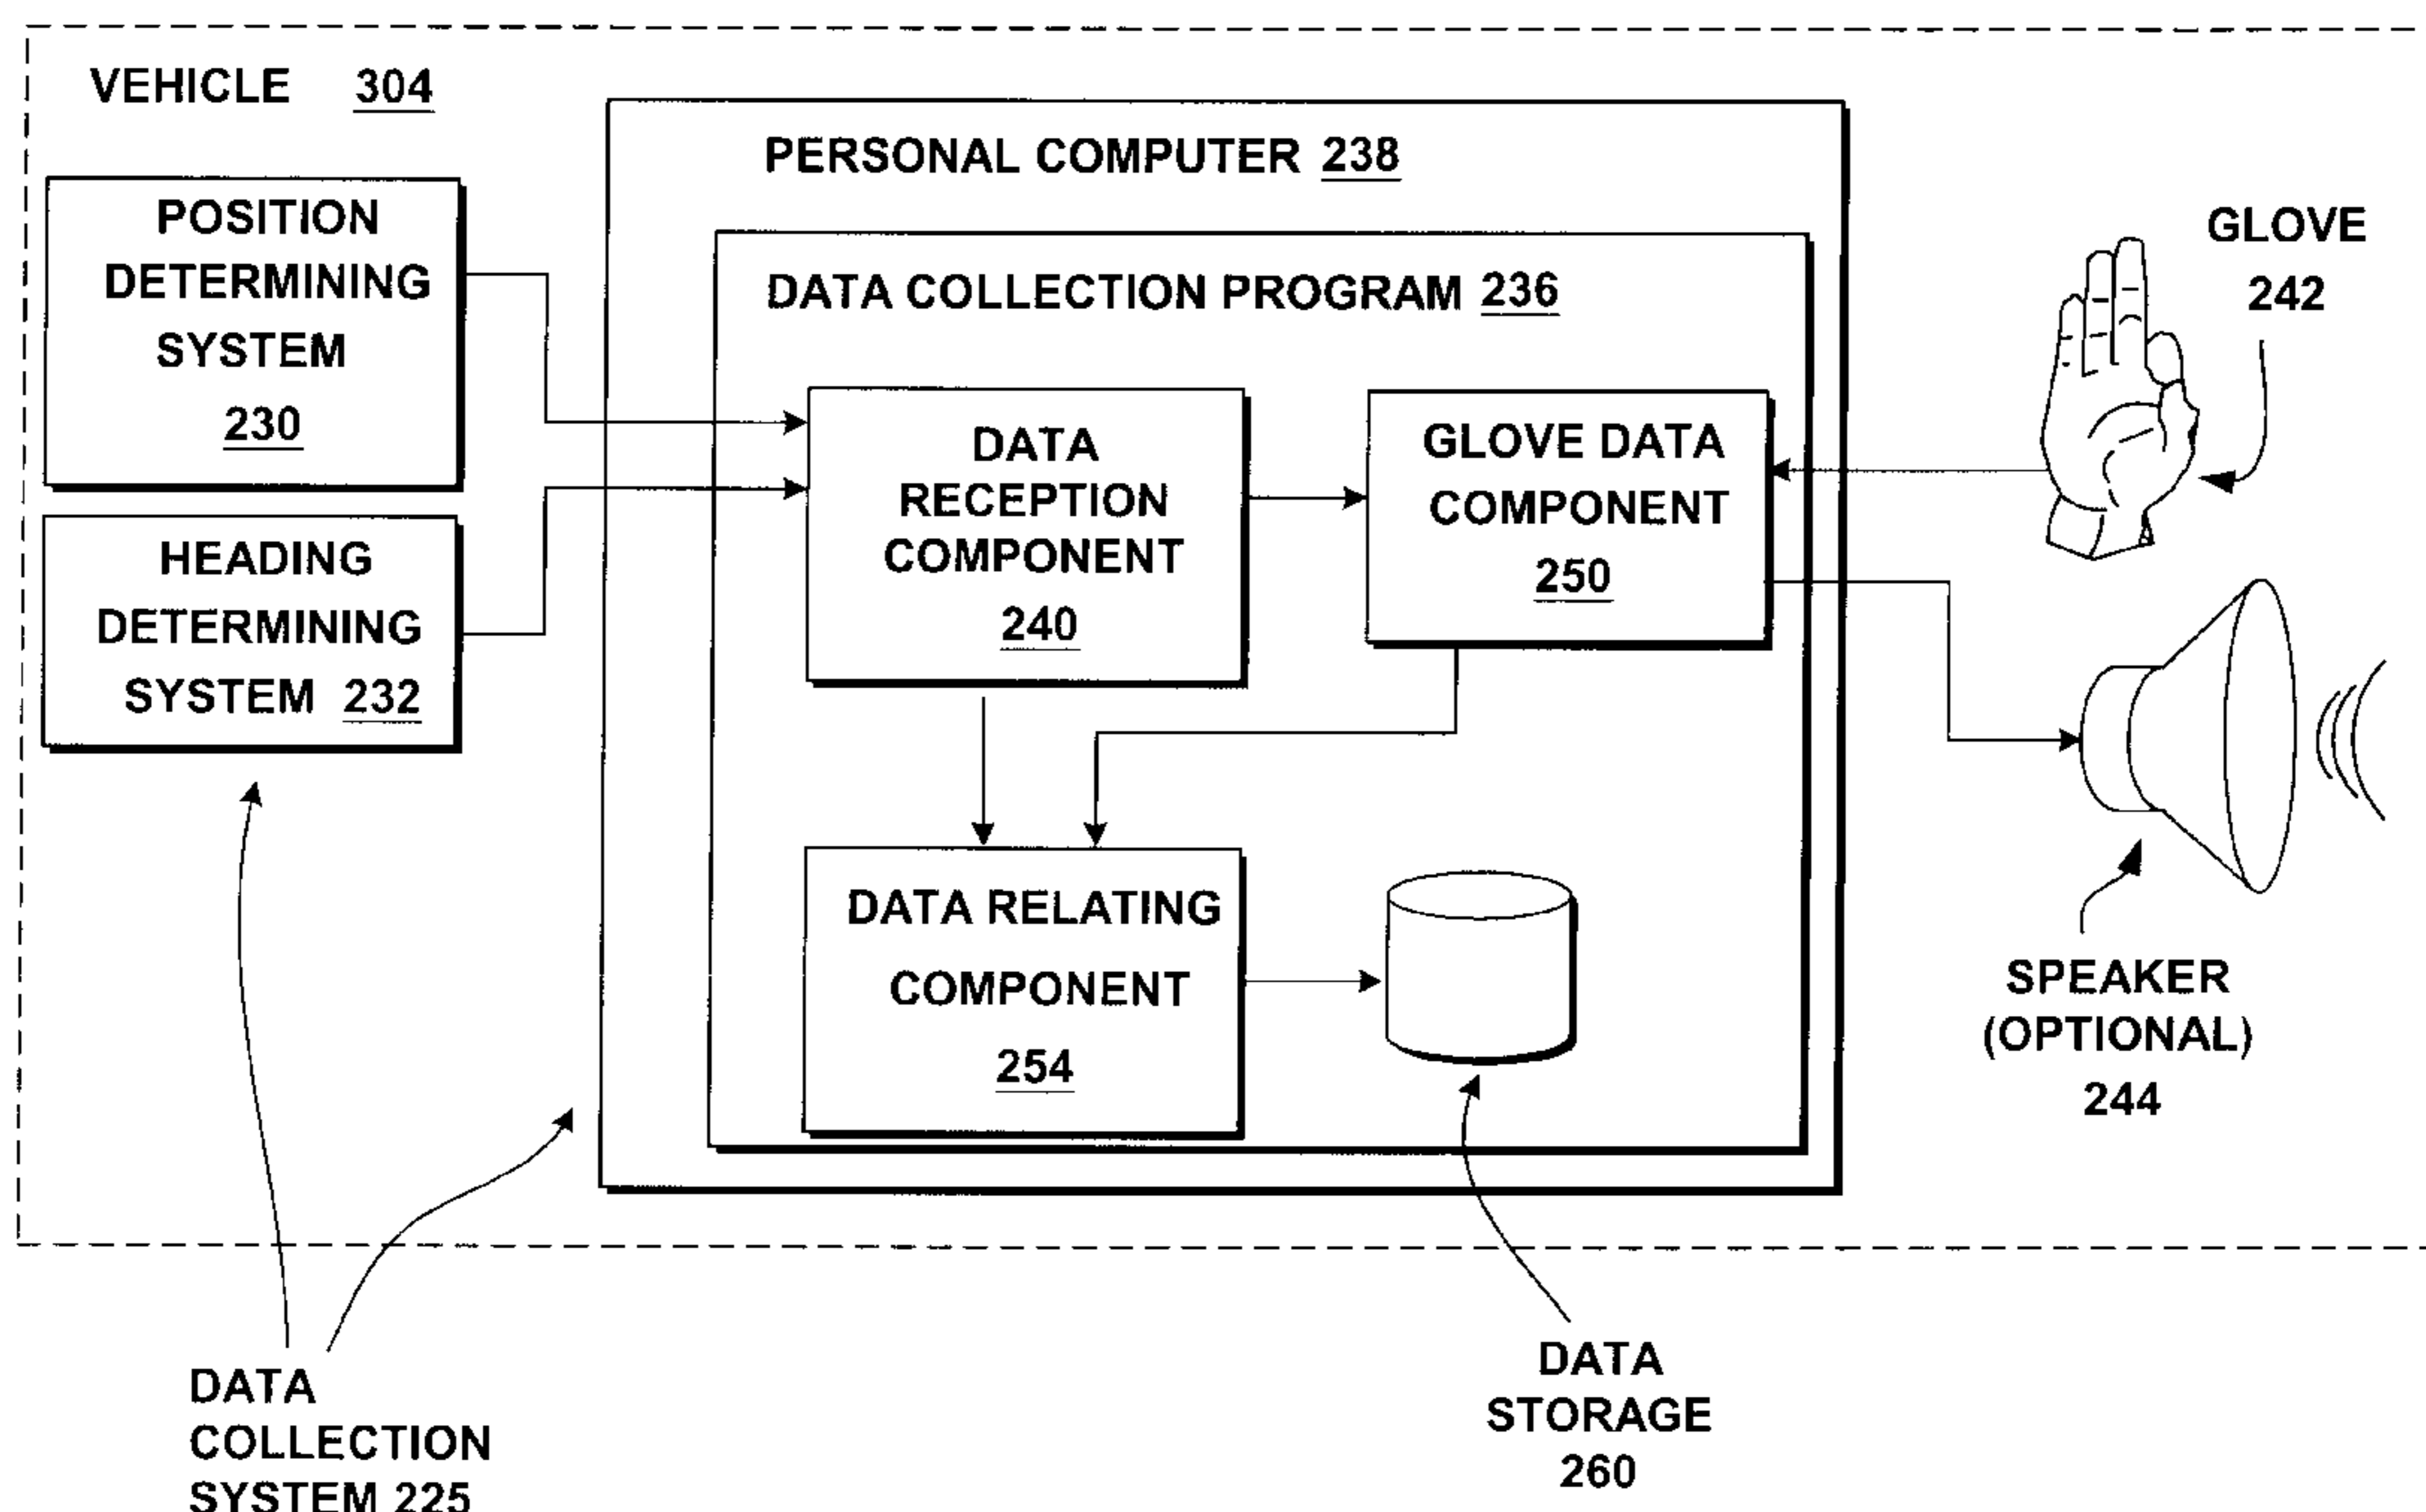 VEHICLE 304
PERSONAL COMPUTER 238
POSITION
DETERMINING
SYSTEM
230
DATA COLLECTION PROGRAM 236
GLOVE
242
HEADING
DETERMINING
SYSTEM 232
DATA
RECEPTION
COMPONENT
240
GLOVE DATA
COMPONENT
250
DATA RELATING
COMPONENT
254
SPEAKER
(OPTIONAL)
244
DATA
COLLECTION
SYSTEM 225
DATA
STORAGE
260